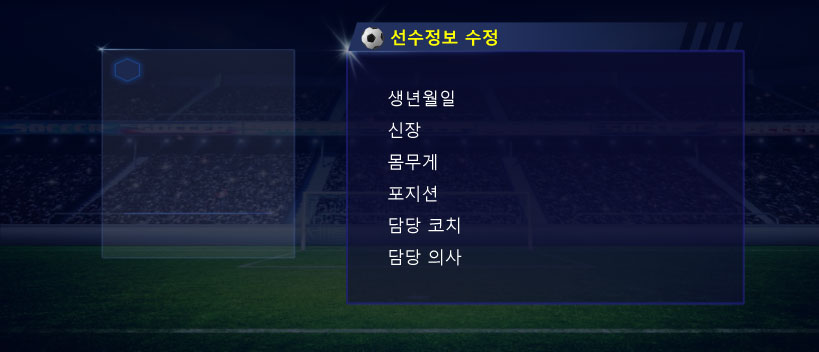 선수정보 수정
생년월일
신장
몸무게
포지션
담당 코치
담당 의사